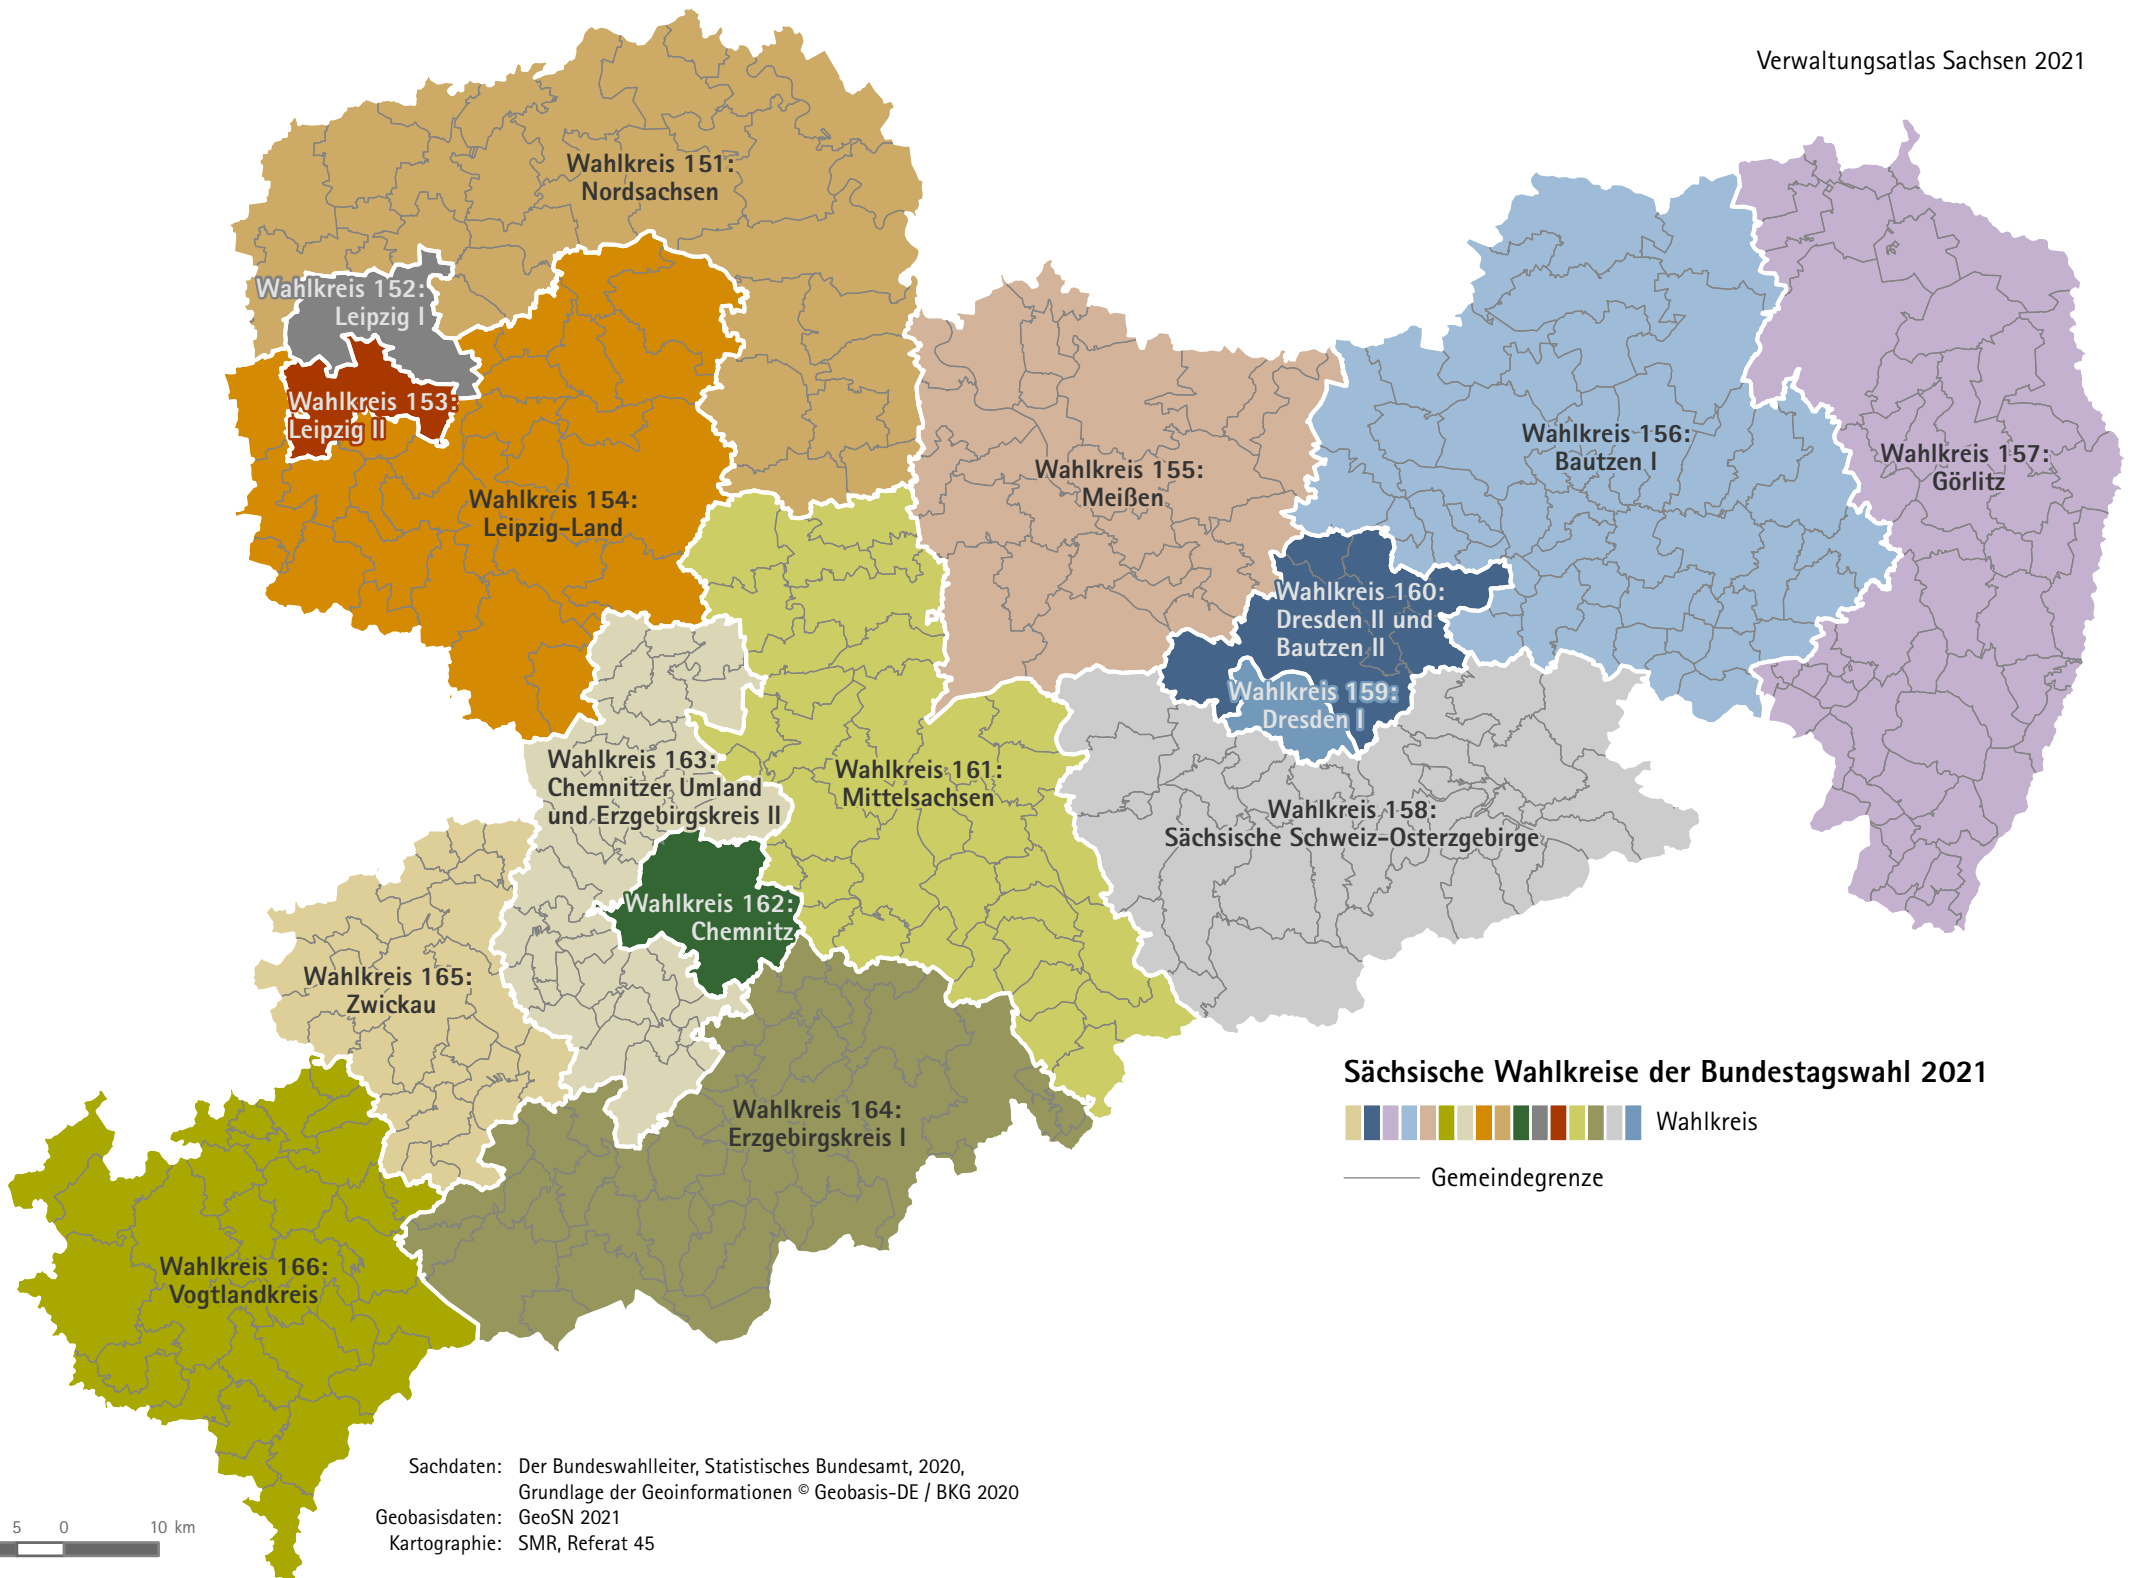 Verwaltungsatlas Sachsen 2021
Wahlkreis 151:
Nordsachsen
Wahlkreis 152:
Leipzig I
Wahlkreis 153:
Leipzig II
Wahlkreis 154:
Leipzig-Land
Wahlkreis 155:
Meißen
Wahlkreis 156:
Bautzen I
Wahlkreis 157:
Görlitz
Wahlkreis 160:
Dresden II und
Bautzen II
Wahlkreis 159:
Dresden I
Wahlkreis 163:
Chemnitzer Umland
und Erzgebirgskreis II
Wahlkreis 161:
Mittelsachsen
Wahlkreis 158:
Sächsische Schweiz-Osterzgebirge
Wahlkreis 162:
Chemnitz
Wahlkreis 165:
Zwickau
Wahlkreis 164:
Erzgebirgskreis I
Wahlkreis 166:
Vogtlandkreis
Sächsische Wahlkreise der Bundestagswahl 2021
Wahlkreis
Gemeindegrenze
Sachdaten: Der Bundeswahlleiter, Statistisches Bundesamt, 2020,
Grundlage der Geoinformationen © Geobasis-DE / BKG 2020
Geobasisdaten: GeoSN 2021
Kartographie: SMR, Referat 45
5 0 10 km